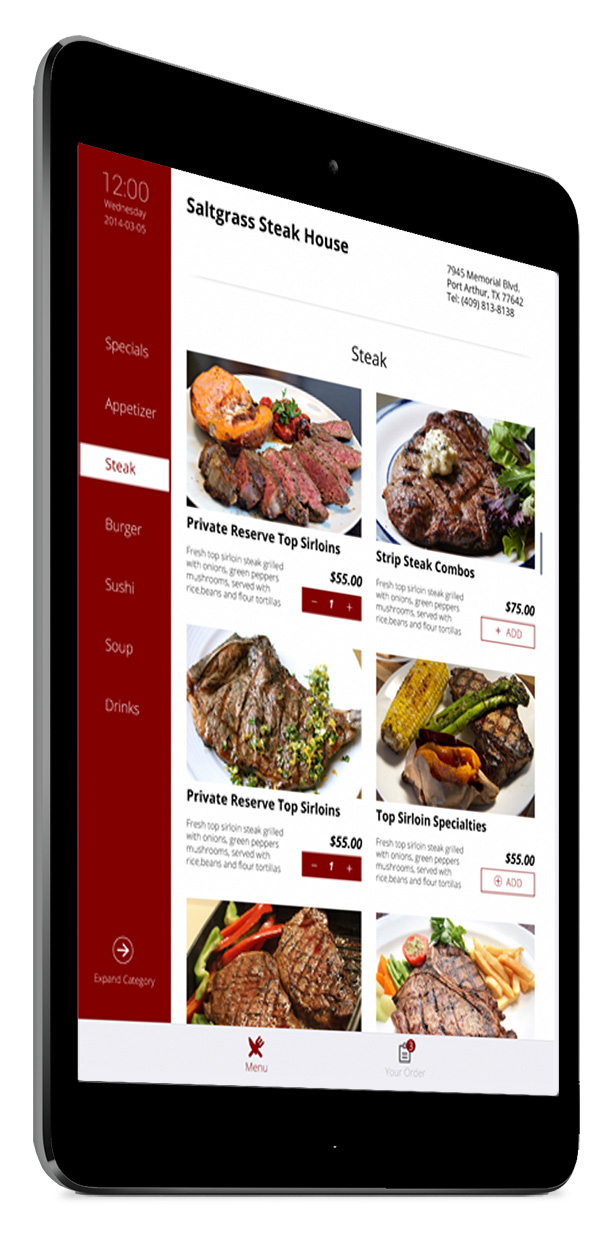 12:00
Wednesday
2014-03-05
Saltgrass Steak House
7945 Memorial Blvd.
Port Arthur, TX 77642
Tel: (409) 813-8138
Specials
Appetizer
Steak
Burger
Sushi
Soup
Drinks
Expand Category
Steak
Private Reserve Top Sirloins
Fresh top sirloin steak grilled
with onions, green peppers
mushrooms, served with
rice,beans and flour tortillas
$55.00
− 1 +
Strip Steak Combos
Fresh top sirloin steak grilled
with onions, green peppers
mushrooms, served with
rice,beans and flour tortillas
$75.00
+ ADD
Private Reserve Top Sirloins
Fresh top sirloin steak grilled
with onions, green peppers
mushrooms, served with
rice,beans and flour tortillas
$55.00
− 1 +
Top Sirloin Specialties
Fresh top sirloin steak grilled
with onions, green peppers
mushrooms, served with
rice,beans and flour tortillas
$55.00
+ ADD
Menu
3
Your Order